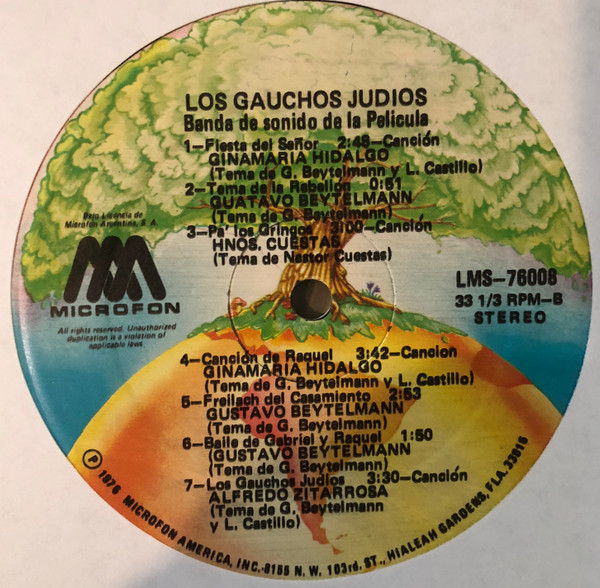 LOS GAUCHOS JUDIOS
Banda de sonido de la Pelicula
1—Fiesta del Señor 2:48—Canción
GINAMARIA HIDALGO
(Tema de G. Beytelmann y L. Castillo)
2—Tema de la Rebelion 0:51
GUATAVO BEYTELMANN
(Tema de G. Beytelmann)
3—Pa' los Gringos 3:00—Canción
HNOS. CUESTAS
(Tema de Nestor Cuestas)
Bajo Licencia de
Microfon Argentina, S. A.
MICROFON
All rights reserved. Unauthorized
duplication is a violation of
applicable laws.
LMS—76008
33 1/3 RPM—B
STEREO
4—Canción de Raquel 3:42—Cancion
GINAMARIA HIDALGO
(Tema de G. Beytelmann y L. Castillo)
5—Freilach del Casamiento 2:53
GUSTAVO BEYTELMANN
(Tema de G. Beytelmann)
6—Baile de Gabriel y Raquel 1:50
GUSTAVO BEYTELMANN
(Tema de G. Beytelmann)
7—Los Gauchos Judios 3:30—Canción
ALFREDO ZITARROSA
(Tema de G. Beytelmann
y L. Castillo)
Ⓟ 1976 MICROFON AMERICA, INC.-8155 N. W. 103rd. ST., HIALEAH GARDENS, FLA. 33016